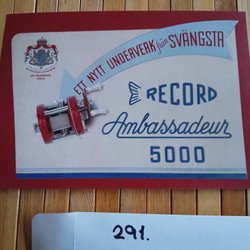 ETT NYTT UNDERVERK från SVÄNGSTA
RECORD
Ambassadeur
5000
291.